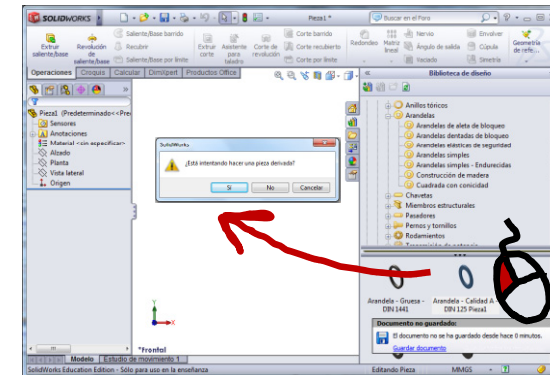 SOLIDWORKS
Pieza1 *
Buscar en el Foro
Extruir saliente/base
Revolución de saliente/base
Saliente/Base barrido
Recubrir
Saliente/Base por límite
Extruir corte
Asistente para taladro
Corte de revolución
Corte barrido
Corte recubierto
Corte por límite
Redondeo
Matriz lineal
Nervio
Ángulo de salida
Vaciado
Envolver
Cúpula
Simetría
Geometría de refe...
Operaciones
Croquis
Calcular
DimXpert
Productos Office
Biblioteca de diseño
Pieza1 (Predeterminado<<Pre
Sensores
Anotaciones
Material <sin especificar>
Alzado
Planta
Vista lateral
Origen
SolidWorks
¿Está intentando hacer una pieza derivada?
Sí
No
Cancelar
Anillos tóricos
Arandelas
Arandelas de aleta de bloqueo
Arandelas dentadas de bloqueo
Arandelas elásticas de seguridad
Arandelas simples
Arandelas simples - Endurecidas
Construcción de madera
Cuadrada con conicidad
Chavetas
Miembros estructurales
Pasadores
Pernos y tornillos
Rodamientos
Transmisión de potencia
Arandela - Gruesa - DIN 1441
Arandela - Calidad A - DIN 125 Pieza1
Documento no guardado:
El documento no se ha guardado desde hace 0 minutos.
Guardar documento
Y
X
*Frontal
Modelo
Estudio de movimiento 1
SolidWorks Education Edition - Sólo para uso en la enseñanza
Editando Pieza
MMGS